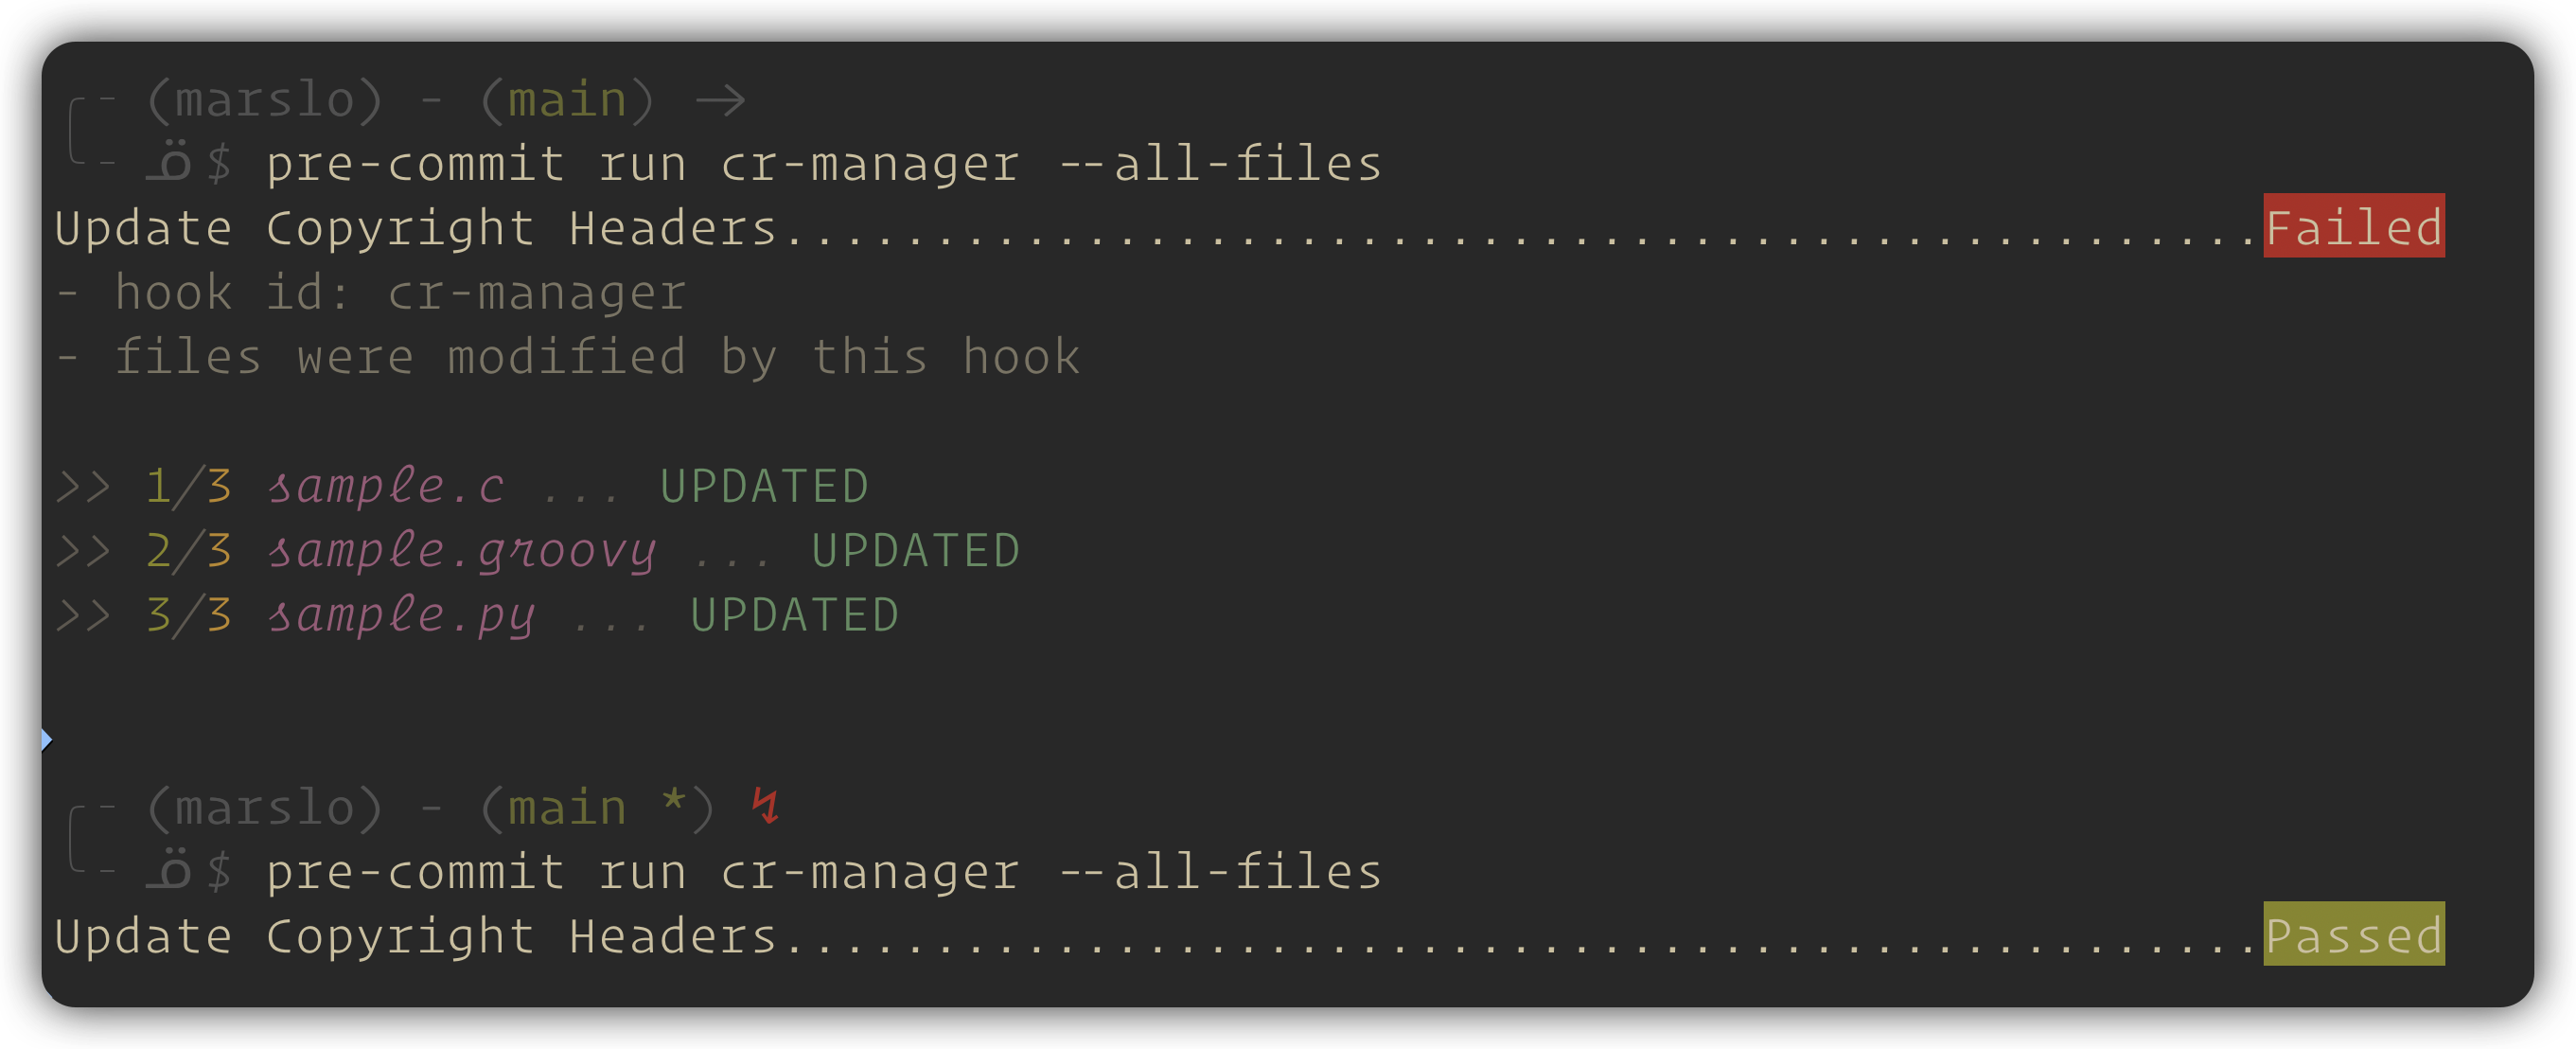 ╭╴╴(marslo) - (main) →
╰╴╴ـö$ pre-commit run cr-manager --all-files
Update Copyright Headers.................................................Failed
- hook id: cr-manager
- files were modified by this hook
>> 1/3 sample.c ... UPDATED
>> 2/3 sample.groovy ... UPDATED
>> 3/3 sample.py ... UPDATED
(marslo) - (main *) ↯
$ pre-commit run cr-manager --all-files
Update Copyright Headers.................................................Passed